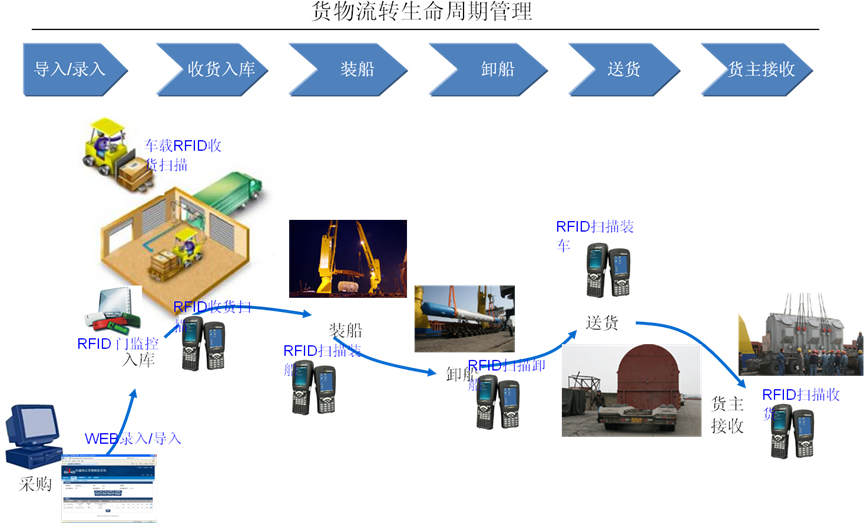 货物流转生命周期管理
导入/录入
收货入库
装船
卸船
送货
货主接收
车载RFID收
货扫描
RFID扫描装
车
RFID收货扫
RFID门监控
入库
装船
RFID扫描装
船
送货
卸船
RFID扫描卸
船
RFID扫描收
货
货主
接收
WEB录入/导入
采购